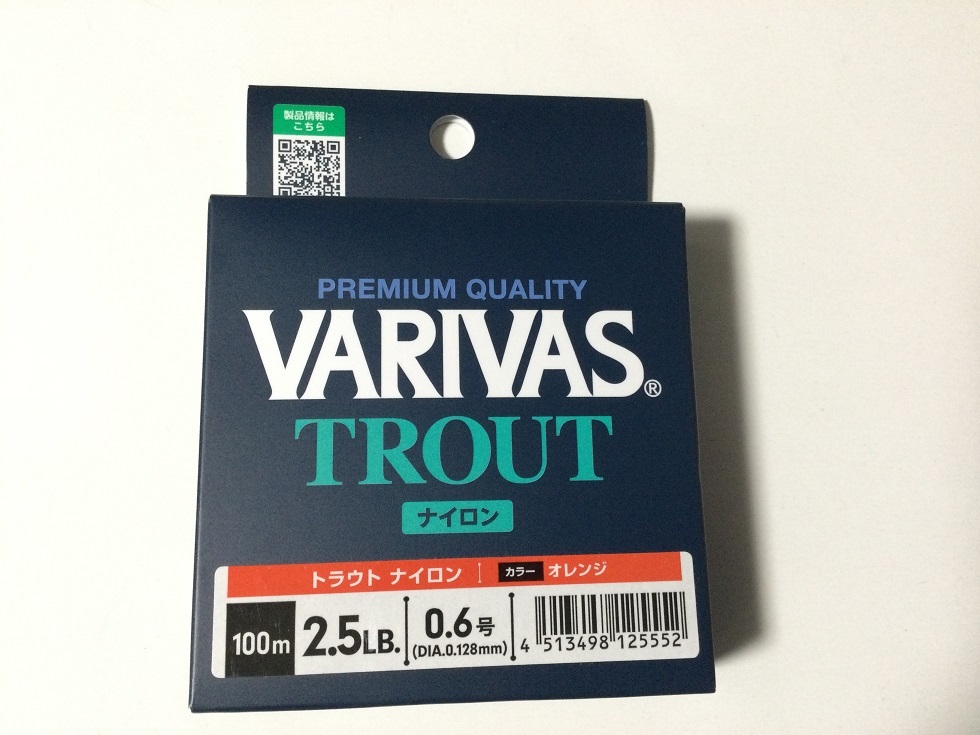 製品情報は
こちら
PREMIUM QUALITY
VARIVAS®
TROUT
ナイロン
トラウト ナイロン カラー オレンジ
100m 2.5LB. 0.6号
(DIA.0.128mm)
4 513498 125552